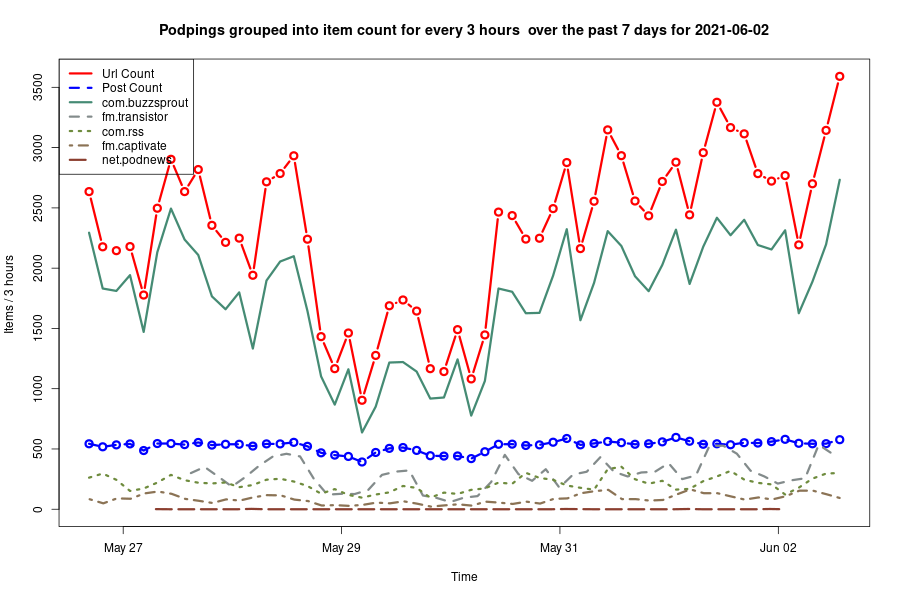 Podpings grouped into item count for every 3 hours  over the past 7 days for 2021-06-02
Url Count
Post Count
com.buzzsprout
fm.transistor
com.rss
fm.captivate
net.podnews
Items / 3 hours
3500
3000
2500
2000
1500
1000
500
0
May 27
May 29
May 31
Jun 02
Time